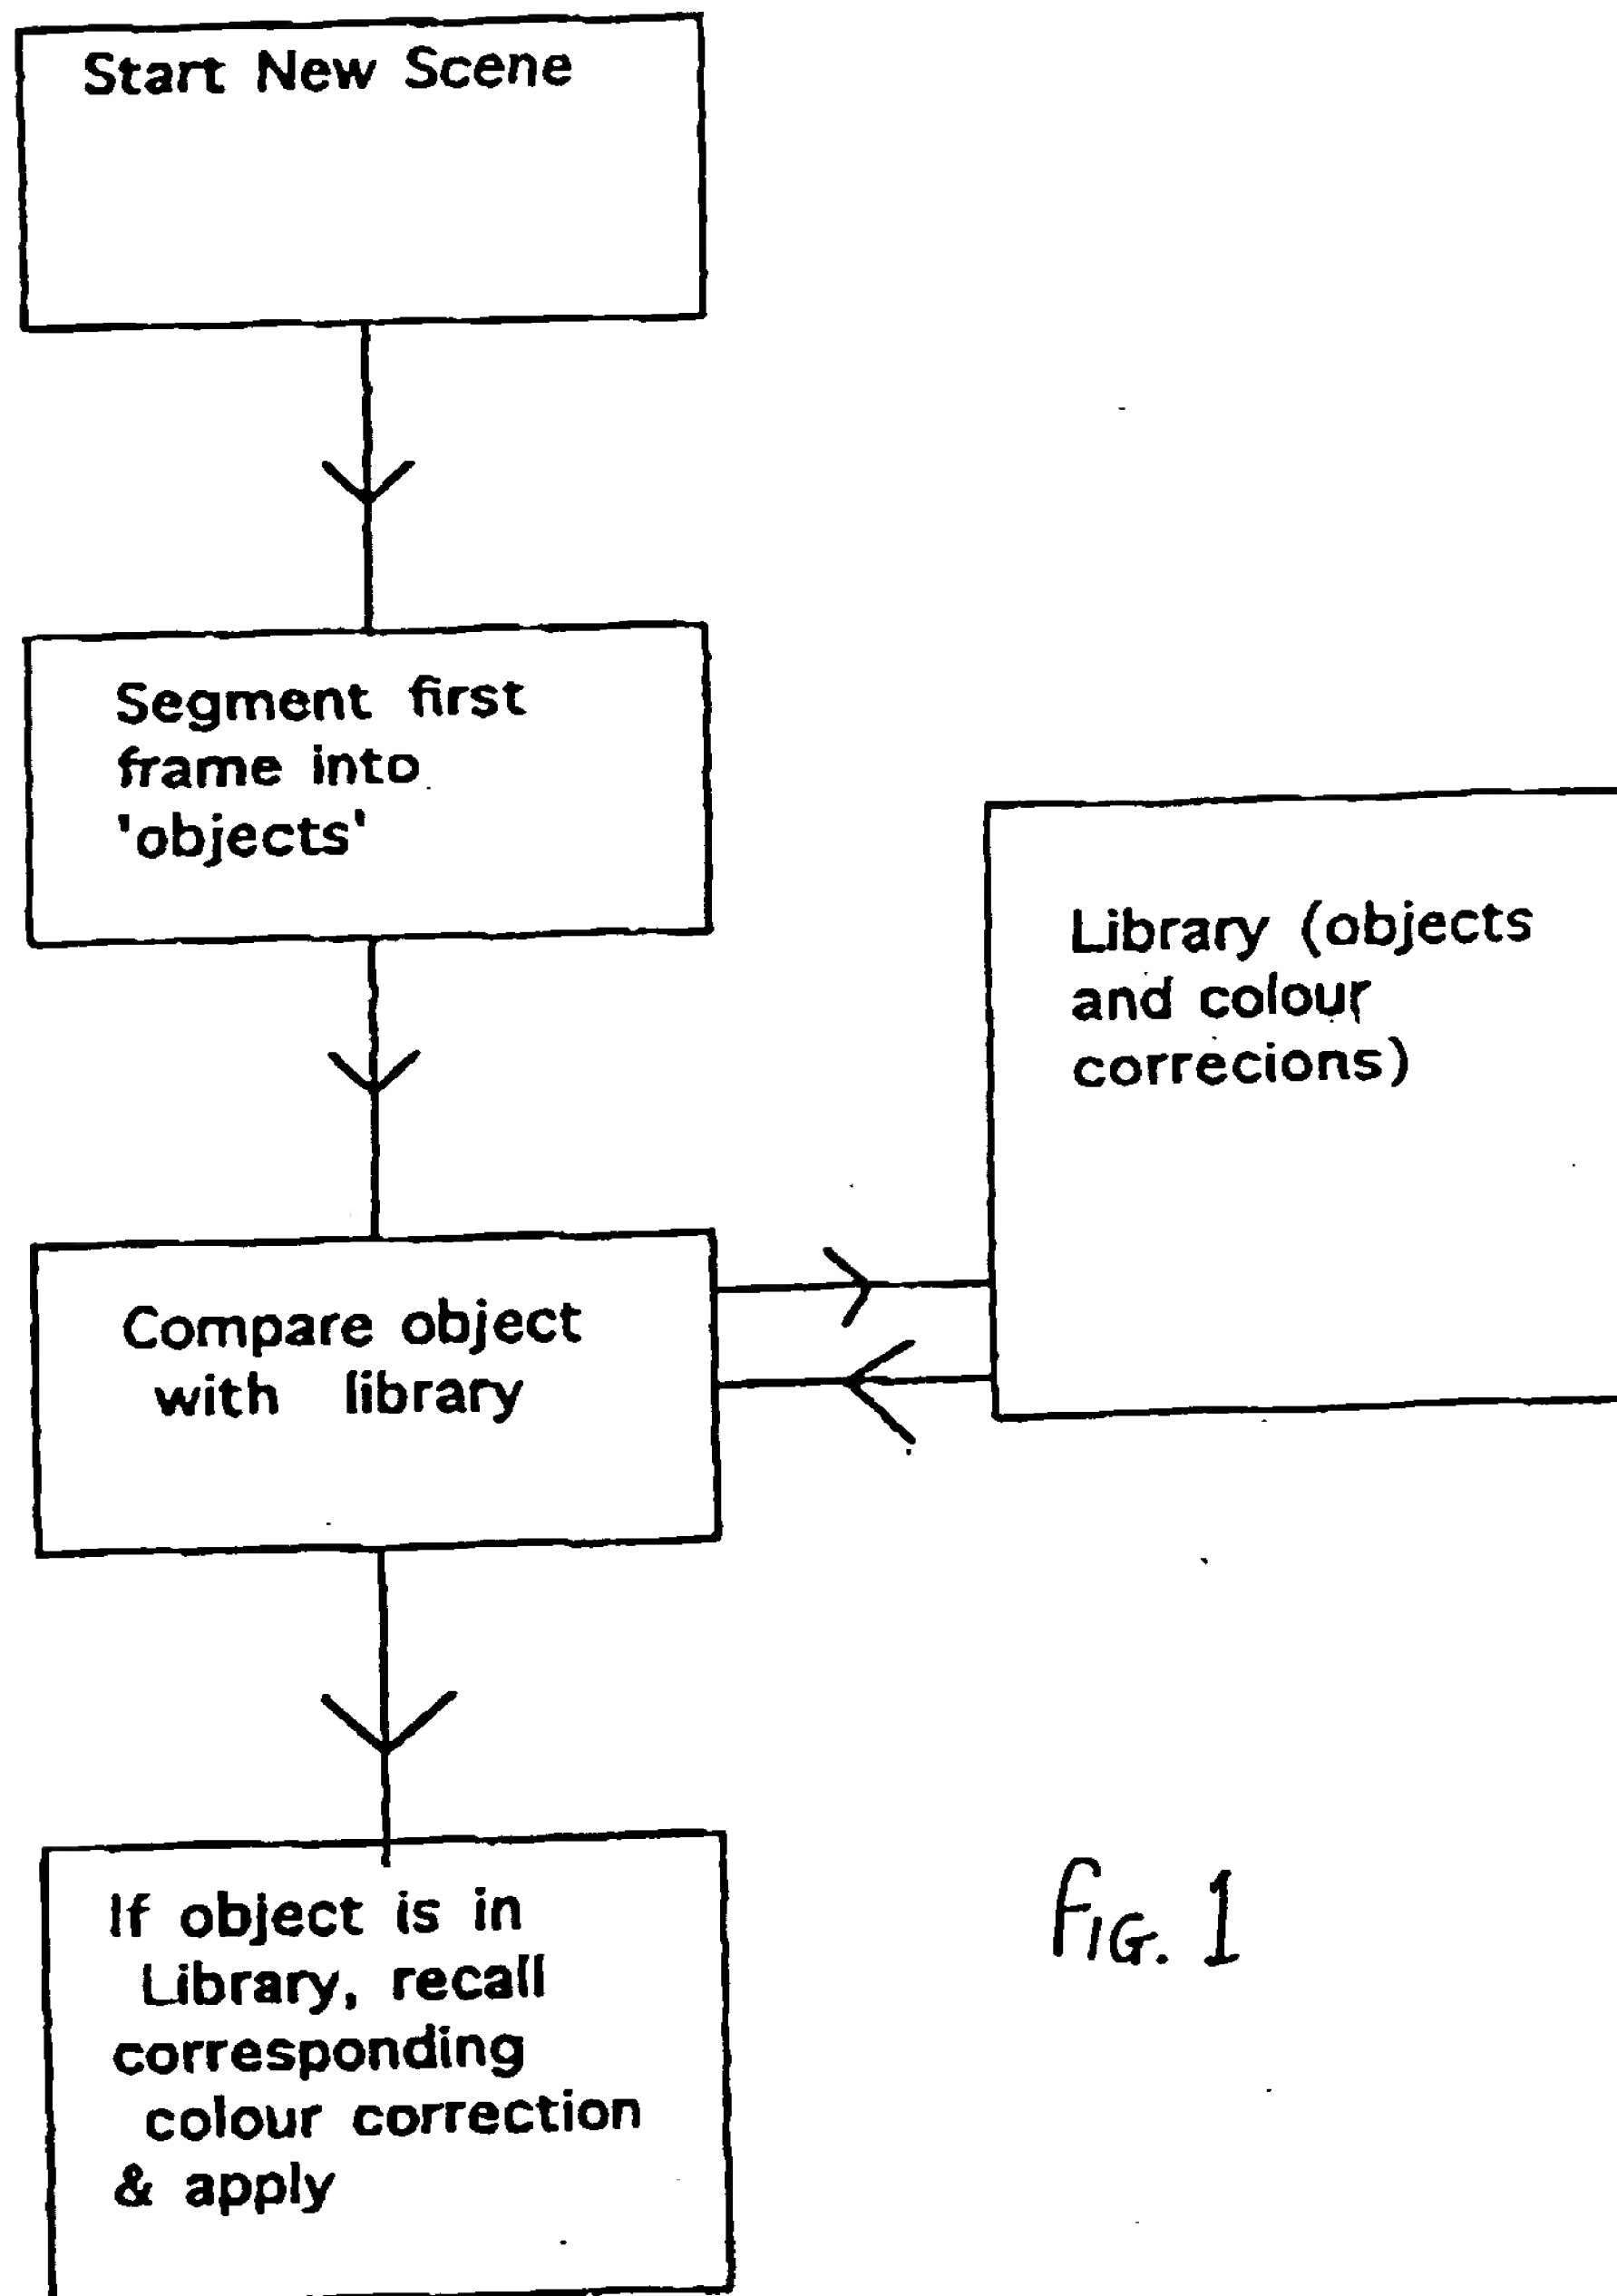 Start New Scene
Segment first
frame into
'objects'
Library (objects
and colour
correcions)
Compare object
with library
If object is in
Library, recall
corresponding
colour correction
& apply
FIG. 1